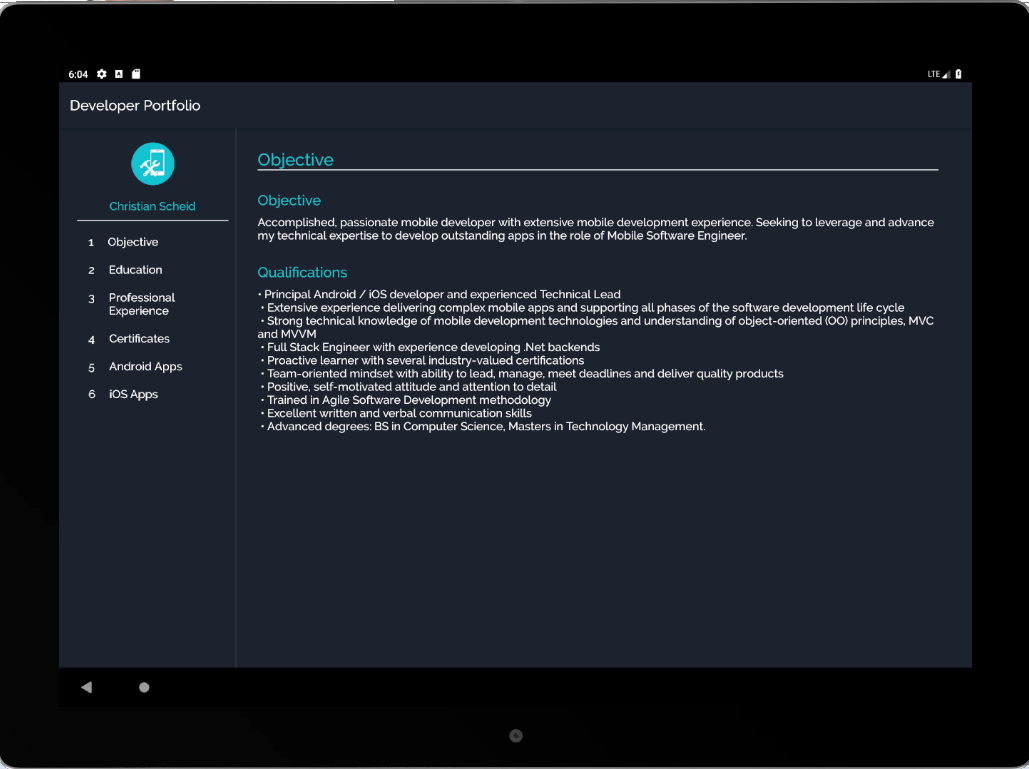 6:04
LTE
Developer Portfolio
Christian Scheid
1 Objective
2 Education
3 Professional
Experience
4 Certificates
5 Android Apps
6 iOS Apps
Objective
Objective
Accomplished, passionate mobile developer with extensive mobile development experience. Seeking to leverage and advance
my technical expertise to develop outstanding apps in the role of Mobile Software Engineer.
Qualifications
• Principal Android / iOS developer and experienced Technical Lead
• Extensive experience delivering complex mobile apps and supporting all phases of the software development life cycle
• Strong technical knowledge of mobile development technologies and understanding of object-oriented (OO) principles, MVC
and MVVM
• Full Stack Engineer with experience developing .Net backends
• Proactive learner with several industry-valued certifications
• Team-oriented mindset with ability to lead, manage, meet deadlines and deliver quality products
• Positive, self-motivated attitude and attention to detail
• Trained in Agile Software Development methodology
• Excellent written and verbal communication skills
• Advanced degrees: BS in Computer Science, Masters in Technology Management.